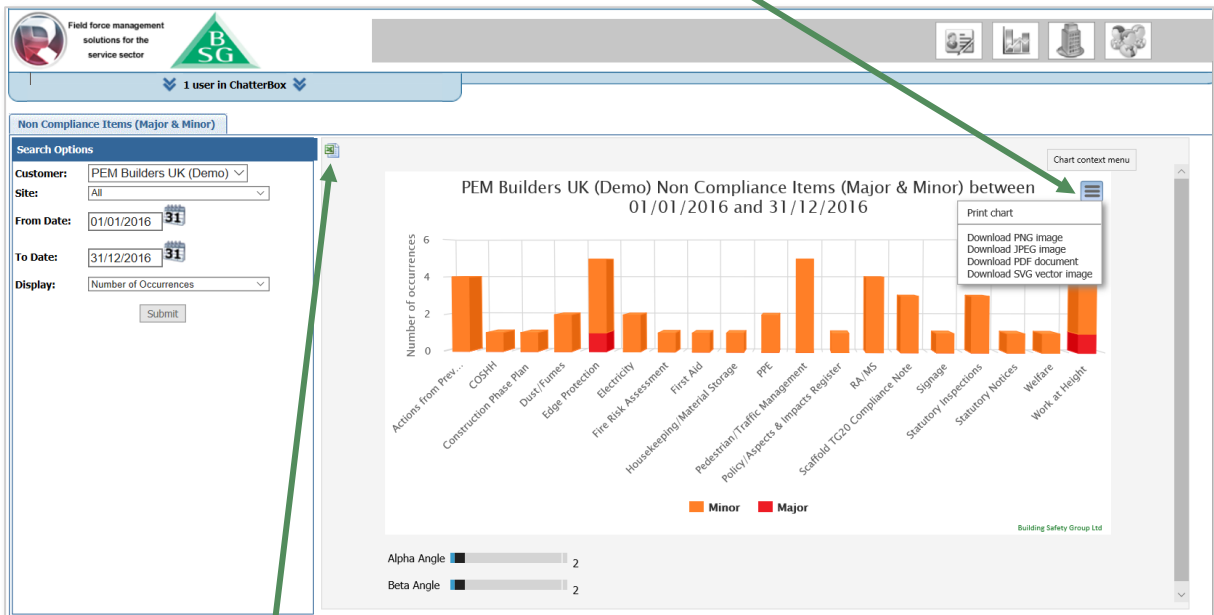 Field force management
solutions for the
service sector
B
SG
1 user in ChatterBox
Non Compliance Items (Major & Minor)
Search Options
Customer: PEM Builders UK (Demo)
Site: All
From Date: 01/01/2016 31
To Date: 31/12/2016 31
Display: Number of Occurrences
Submit
Chart context menu
PEM Builders UK (Demo) Non Compliance Items (Major & Minor) between
01/01/2016 and 31/12/2016
Print chart
Download PNG image
Download JPEG image
Download PDF document
Download SVG vector image
Number of occurrences
6
4
2
0
Actions from Prev...
COSHH
Construction Phase Plan
Dust/Fumes
Edge Protection
Electricity
Fire Risk Assessment
First Aid
Housekeeping/Material Storage
PPE
Pedestrian/Traffic Management
Policy/Aspects & Impacts Register
RA/MS
Scaffold TG20 Compliance Note
Signage
Statutory Inspections
Statutory Notices
Welfare
Work at Height
Minor Major
Building Safety Group Ltd
Alpha Angle 2
Beta Angle 2